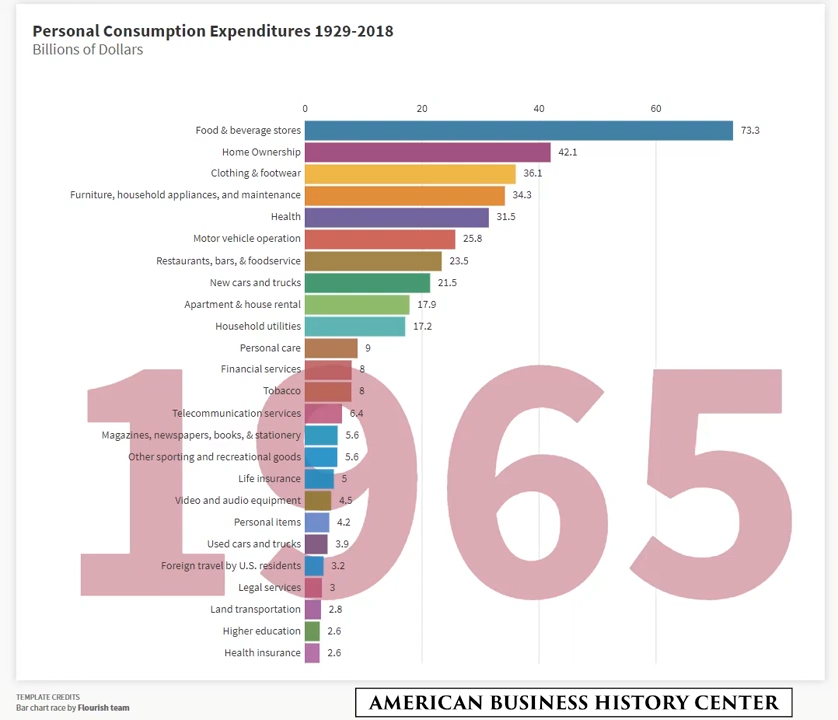 Personal Consumption Expenditures 1929-2018
Billions of Dollars
0 20 40 60
Food & beverage stores 73.3
Home Ownership 42.1
Clothing & footwear 36.1
Furniture, household appliances, and maintenance 34.3
Health 31.5
Motor vehicle operation 25.8
Restaurants, bars, & foodservice 23.5
New cars and trucks 21.5
Apartment & house rental 17.9
Household utilities 17.2
Personal care 9
Financial services 8
Tobacco 8
Telecommunication services 6.4
Magazines, newspapers, books, & stationery 5.6
Other sporting and recreational goods 5.6
Life insurance 5
Video and audio equipment 4.5
Personal items 4.2
Used cars and trucks 3.9
Foreign travel by U.S. residents 3.2
Legal services 3
Land transportation 2.8
Higher education 2.6
Health insurance 2.6
1965
TEMPLATE CREDITS
Bar chart race by Flourish team
AMERICAN BUSINESS HISTORY CENTER